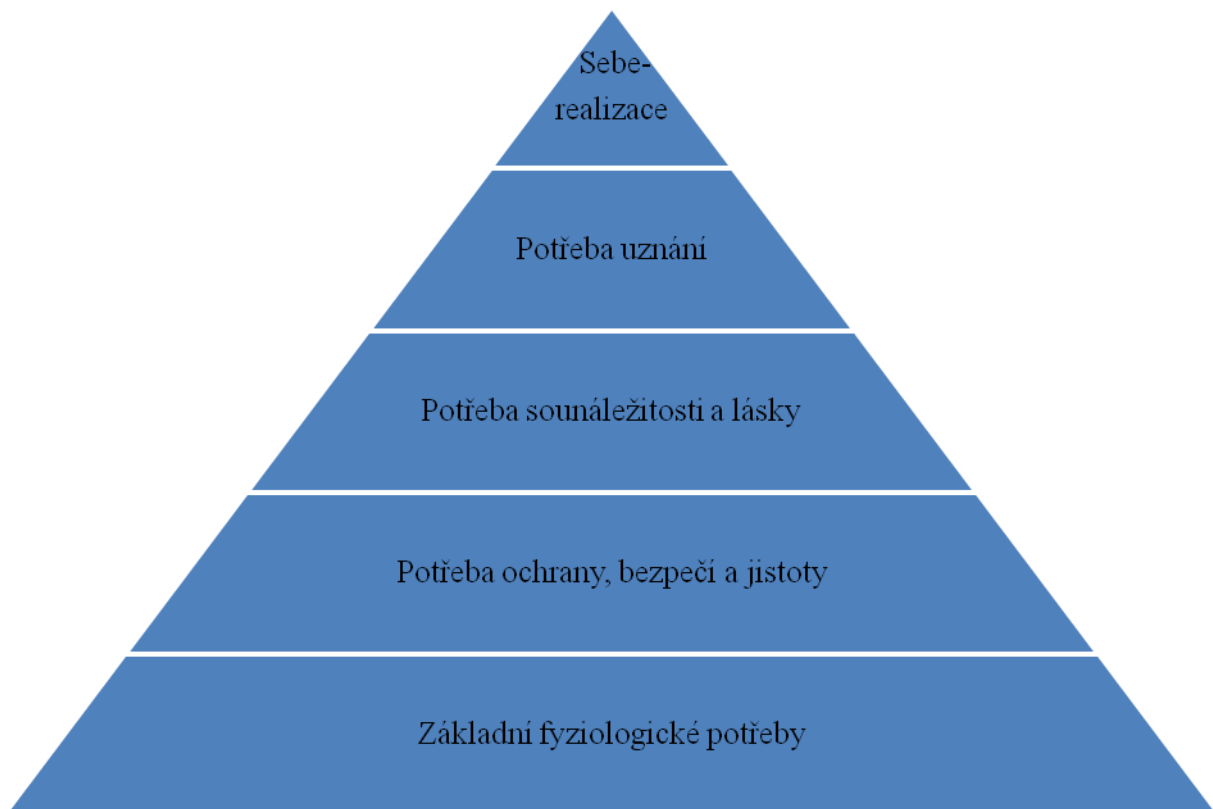 Sebe-
realizace
Potřeba uznání
Potřeba sounáležitosti a lásky
Potřeba ochrany, bezpečí a jistoty
Základní fyziologické potřeby